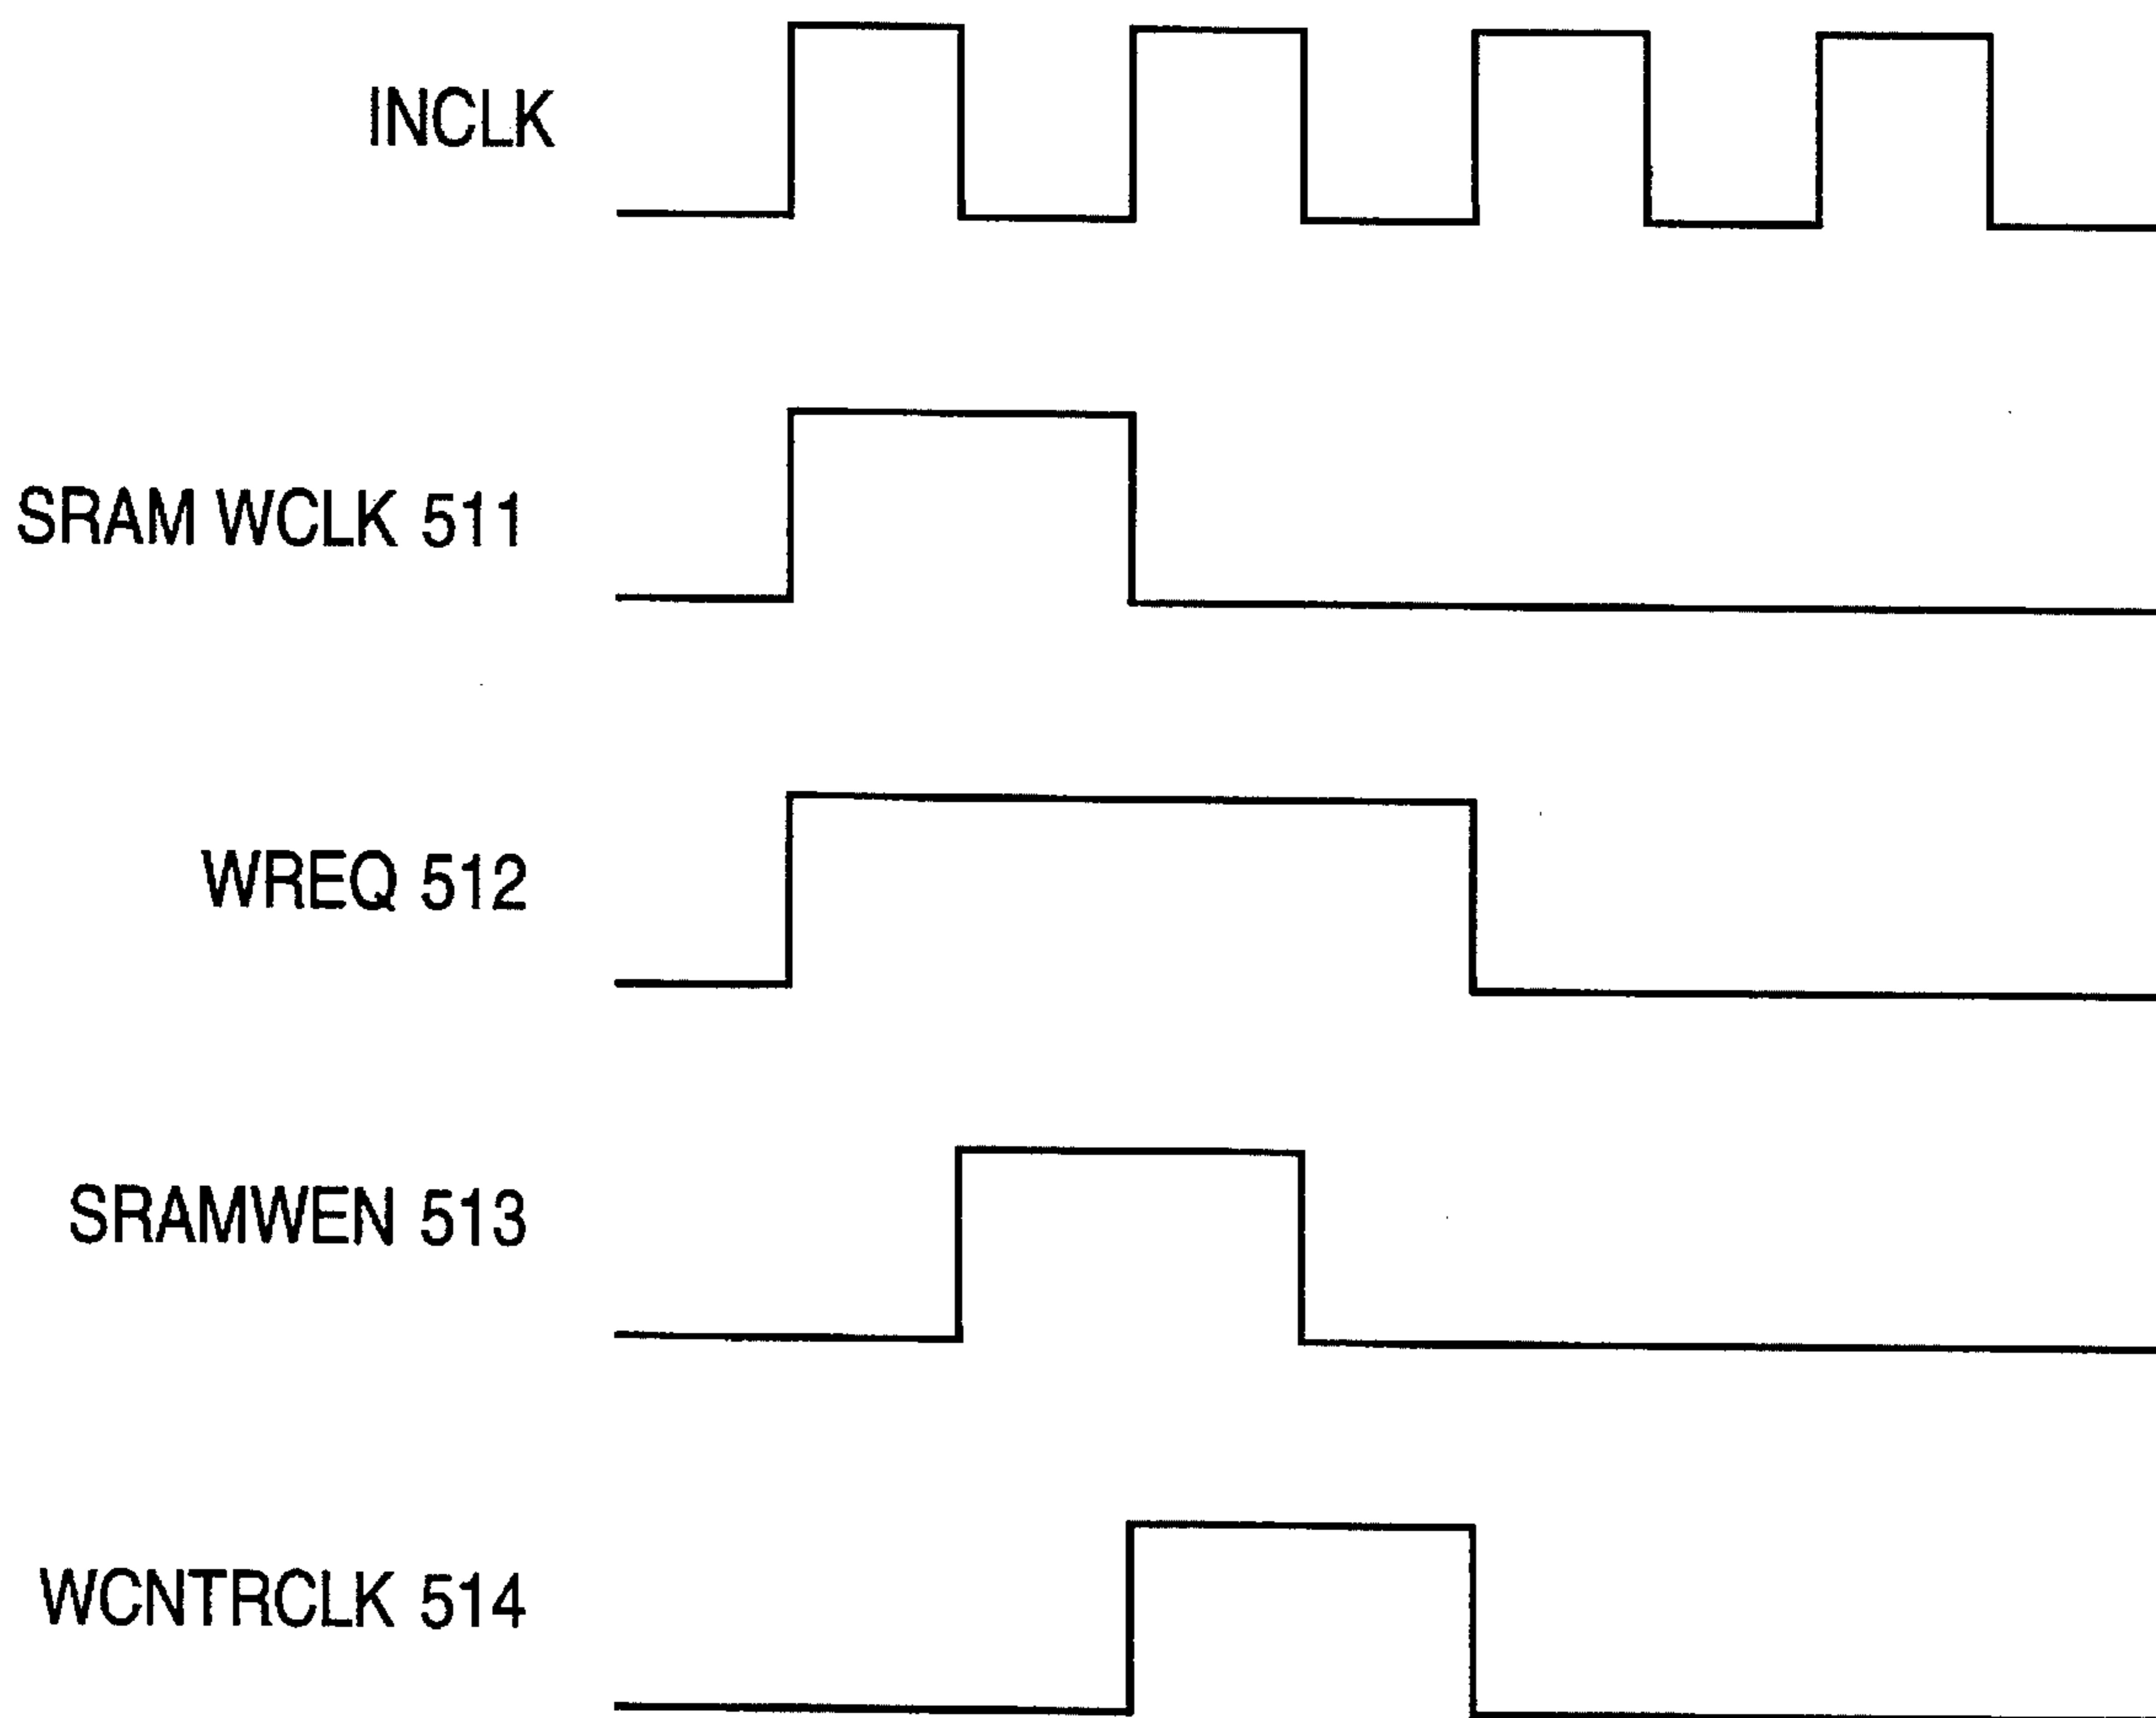 INCLK
SRAM WCLK 511
WREQ 512
SRAMWEN 513
WCNTRCLK 514